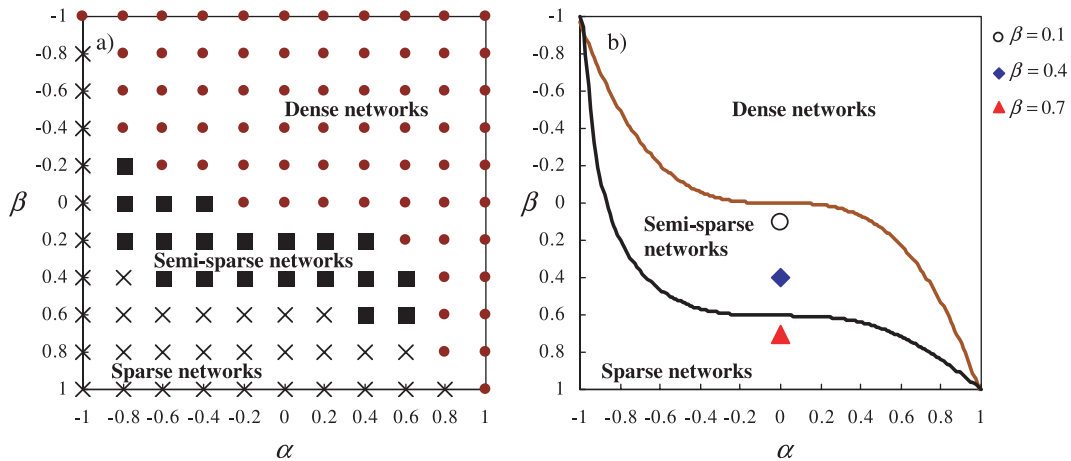 a)
-1
-0.8
-0.6
-0.4
-0.2
0
0.2
0.4
0.6
0.8
1
β
Dense networks
Semi-sparse networks
Sparse networks
-1 -0.8 -0.6 -0.4 -0.2 0 0.2 0.4 0.6 0.8 1
α
b)
-1
-0.8
-0.6
-0.4
-0.2
0
0.2
0.4
0.6
0.8
1
β
Dense networks
Semi-sparse
networks
Sparse networks
-1 -0.8 -0.6 -0.4 -0.2 0 0.2 0.4 0.6 0.8 1
α
β = 0.1
β = 0.4
β = 0.7